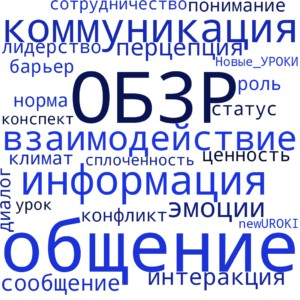 сотрудничество
понимание
коммуникация
лидерство
перцепция
барьер
Новые_УРОКИ
ОБЗР
роль
норма
статус
конспект
взаимодействие
климат
сплоченность
ценность
информация
диалог
урок
конфликт
эмоции
newUROKI
общение
сообщение
интеракция